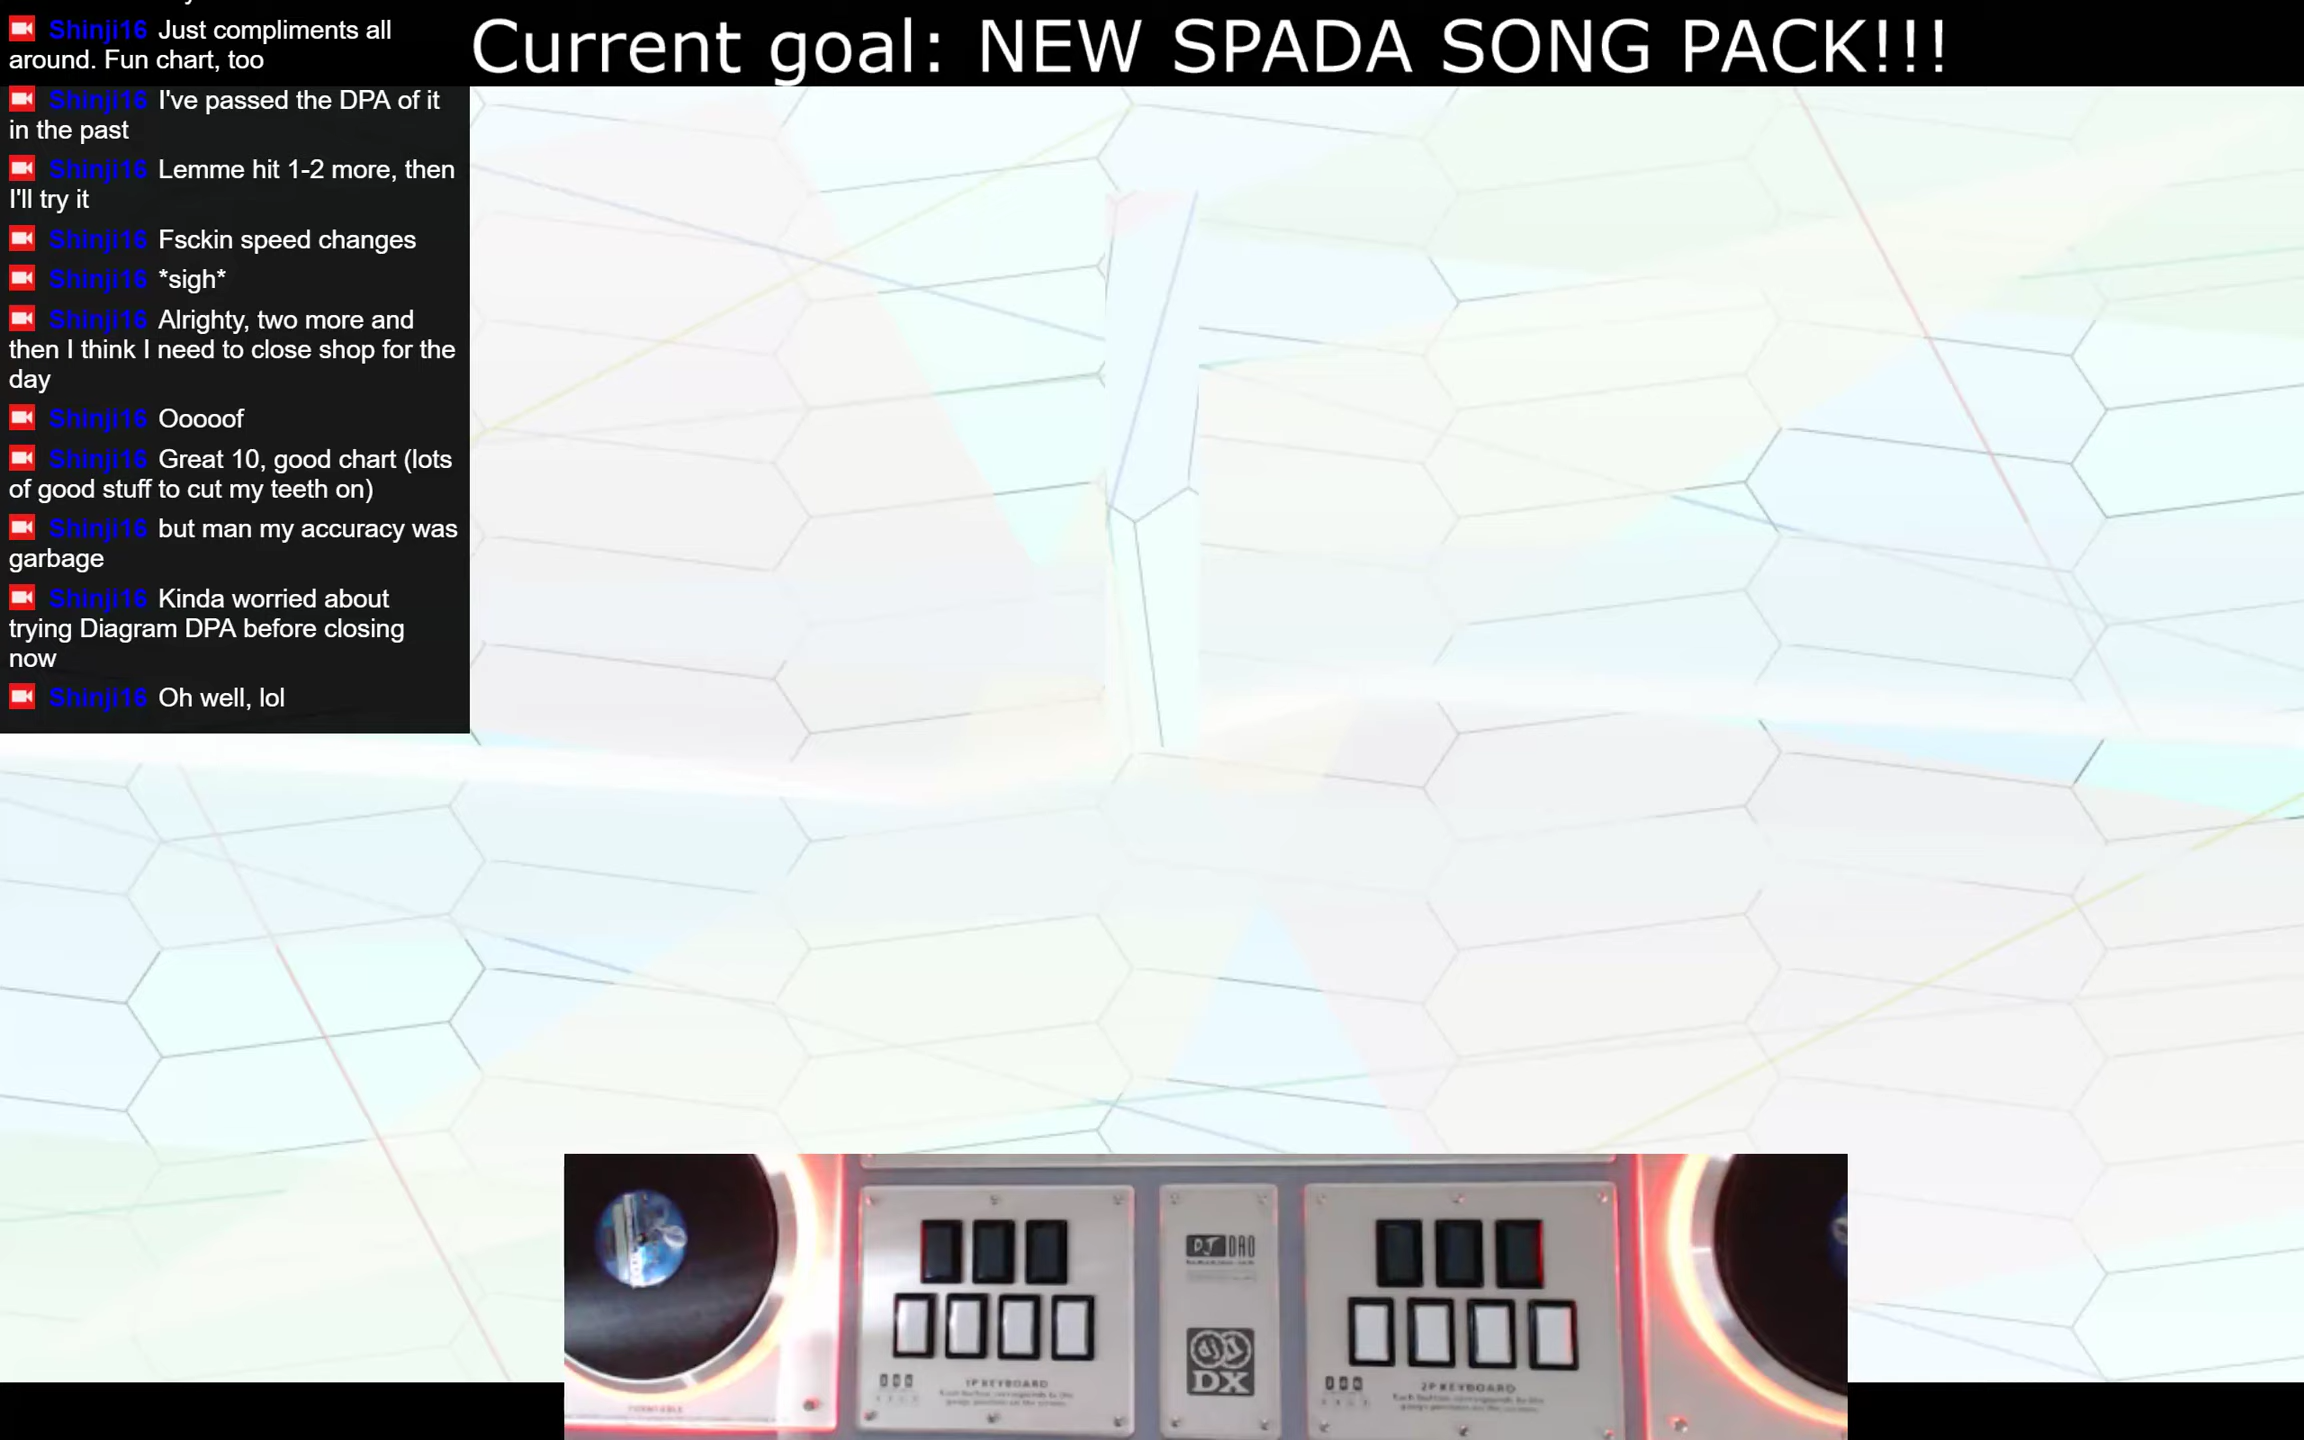 Current goal: NEW SPADA SONG PACK!!!
Shinji16 Just compliments all
around. Fun chart, too
Shinji16 I've passed the DPA of it
in the past
Shinji16 Lemme hit 1-2 more, then
I'll try it
Shinji16 Fsckin speed changes
Shinji16 *sigh*
Shinji16 Alrighty, two more and
then I think I need to close shop for the
day
Shinji16 Ooooof
Shinji16 Great 10, good chart (lots
of good stuff to cut my teeth on)
Shinji16 but man my accuracy was
garbage
Shinji16 Kinda worried about
trying Diagram DPA before closing
now
Shinji16 Oh well, lol
DJ DAO
DX
1P KEYBOARD
2P KEYBOARD